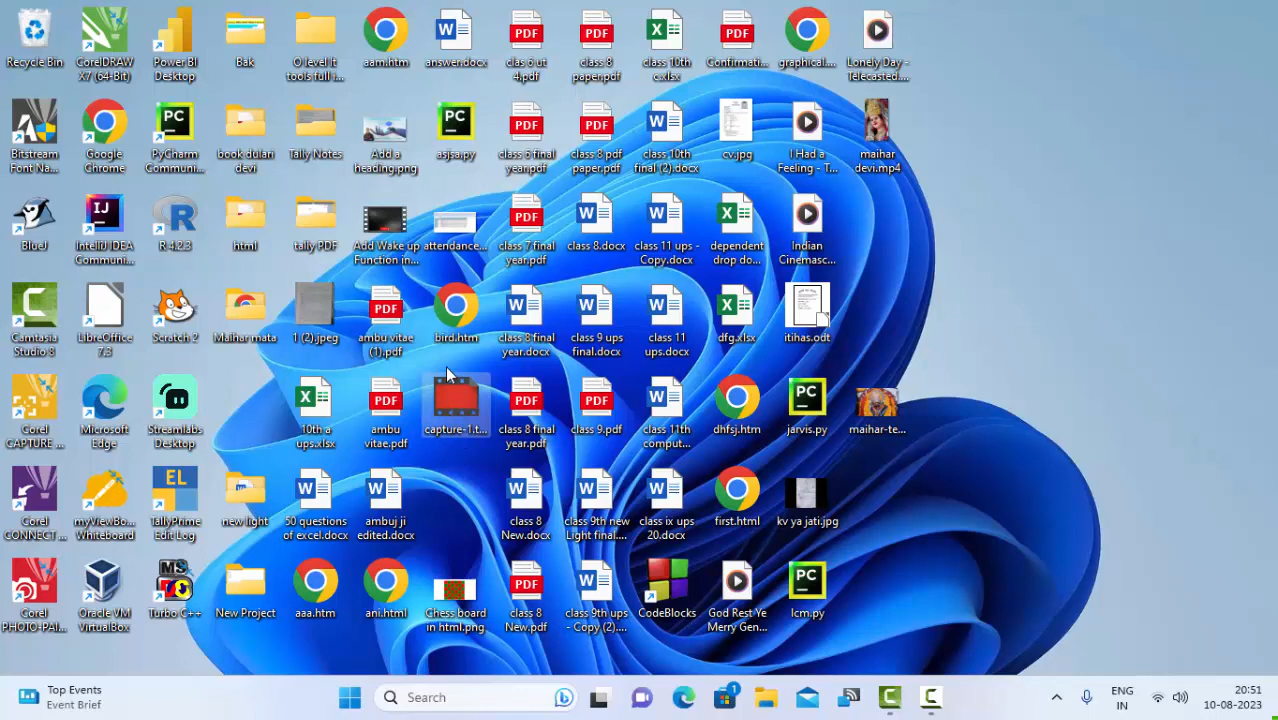 Recycle Bin
CorelDRAW
X7 (64-Bit)
Power BI
Desktop
Bak
O level It
tools full i...
aam.htm
answer.docx
clas 6 ut
4.pdf
class 8
paper.pdf
class 10th
c.xlsx
Confirmati...
graphical....
Lonely Day -
Telecasted....
Bitstream
Font Na...
Google
Chrome
PyCharm
Communi...
book dulari
devi
Tally Notes
Add a
heading.png
asjsa.py
class 6 final
year.pdf
class 8 pdf
paper.pdf
class 10th
final (2).docx
cv.jpg
I Had a
Feeling - T...
maihar
devi.mp4
BlueJ
IntelliJ IDEA
Communi...
R 4.2.3
html
tally PDF
Add Wake up
Function in...
attendance...
class 7 final
year.pdf
class 8.docx
class 11 ups -
Copy.docx
dependent
drop do...
Indian
Cinemasc...
Camtasia
Studio 8
LibreOffice
7.3
Scratch 2
Maihar mata
1 (2).jpeg
ambu vitae
(1).pdf
bird.htm
class 8 final
year.docx
class 9 ups
final.docx
class 11
ups.docx
dfg.xlsx
itihas.odt
Corel
CAPTURE ...
Microsoft
Edge
Streamlabs
Desktop
10th a
ups.xlsx
ambu
vitae.pdf
capture-1.t...
class 8 final
year.pdf
class 9.pdf
class 11th
comput...
dhfsj.htm
jarvis.py
maihar-te...
Corel
CONNECT ...
myViewBo...
Whiteboard
TallyPrime
Edit Log
new light
50 questions
of excel.docx
ambuj ji
edited.docx
class 8
New.docx
class 9th new
Light final....
class ix ups
20.docx
first.html
kv ya jati.jpg
Corel
PHOTO-PAI...
Oracle VM
VirtualBox
Turbo C++
New Project
aaa.htm
ani.html
Chess board
in html.png
class 8
New.pdf
class 9th ups
- Copy (2)....
CodeBlocks
God Rest Ye
Merry Gen...
lcm.py
Top Events
Event Brief
Search
1
ENG
IN
20:51
10-08-2023